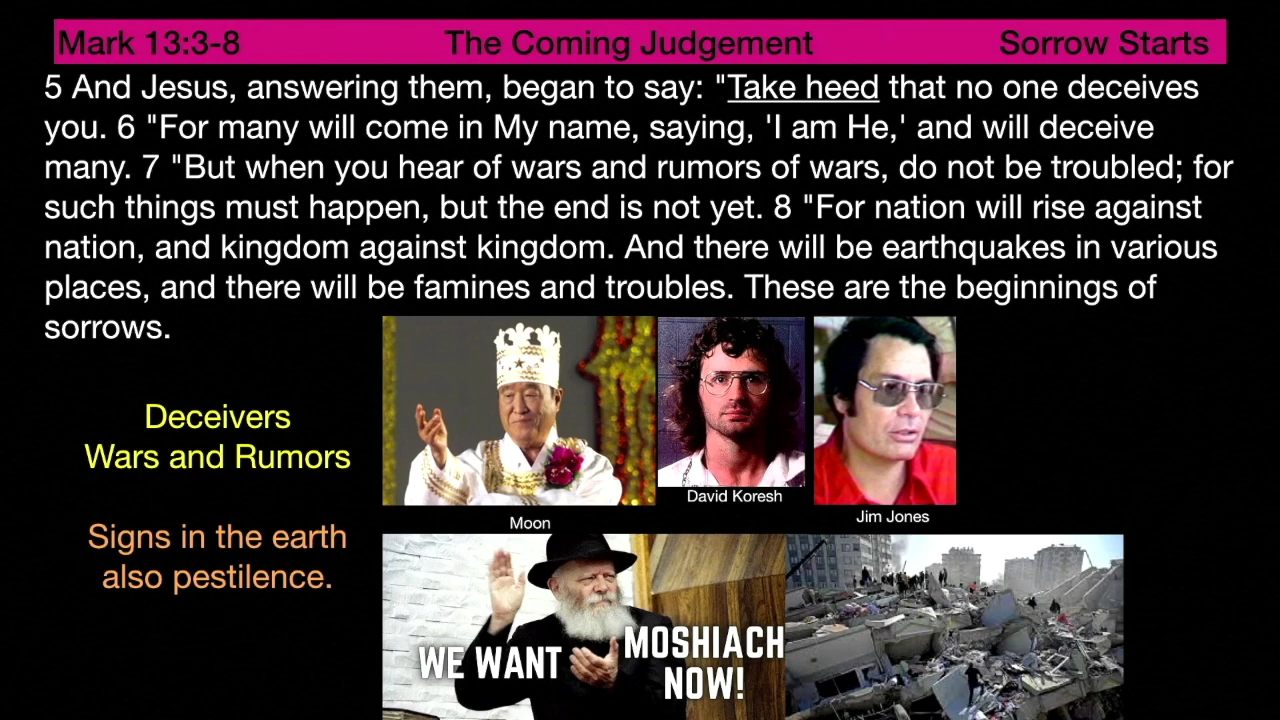 Mark 13:3-8 The Coming Judgement Sorrow Starts
5 And Jesus, answering them, began to say: "Take heed that no one deceives
you. 6 "For many will come in My name, saying, 'I am He,' and will deceive
many. 7 "But when you hear of wars and rumors of wars, do not be troubled; for
such things must happen, but the end is not yet. 8 "For nation will rise against
nation, and kingdom against kingdom. And there will be earthquakes in various
places, and there will be famines and troubles. These are the beginnings of
sorrows.
Deceivers
Wars and Rumors
Signs in the earth
also pestilence.
David Koresh
Jim Jones
Moon
WE WANT MOSHIACH
NOW!